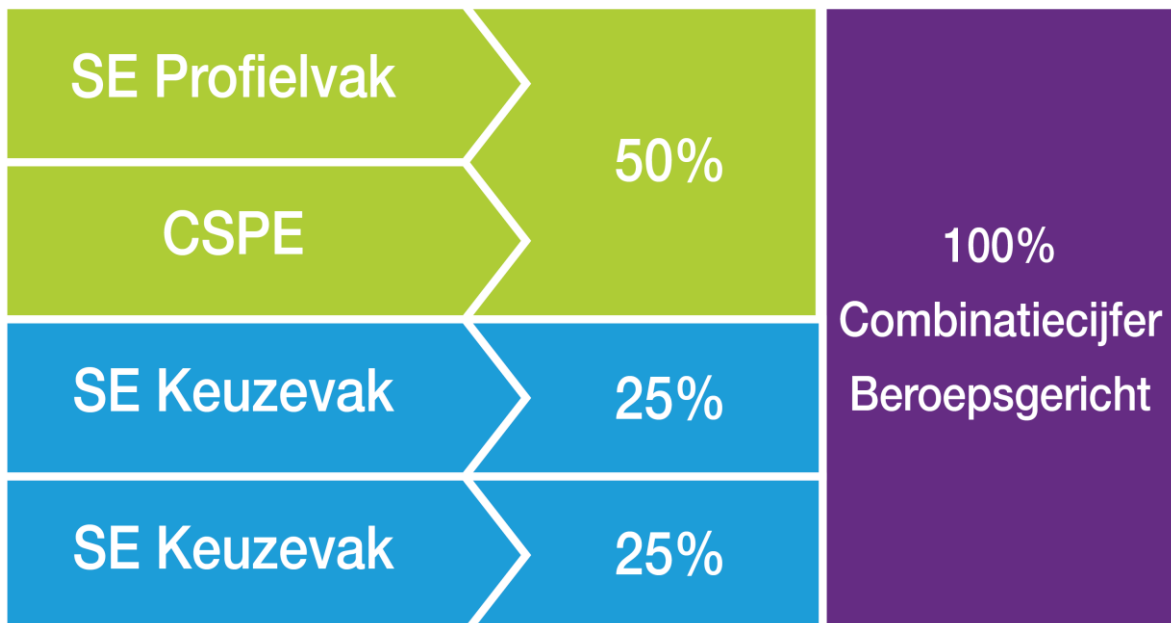 SE Profielvak
CSPE
50%
SE Keuzevak
25%
SE Keuzevak
25%
100%
Combinatiecijfer
Beroepsgericht